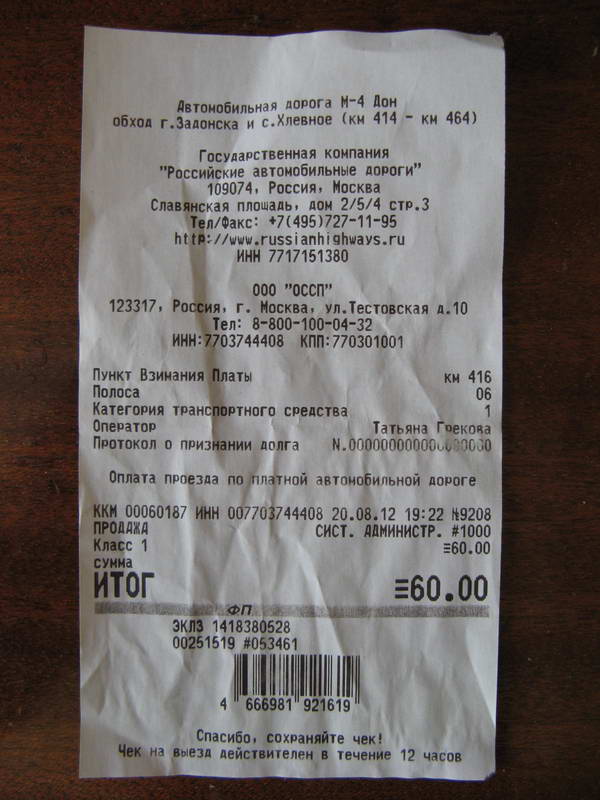 Автомобильная дорога М-4 Дон
обход г.Задонска и с.Хлевное (км 414 - км 464)
Государственная компания
"Российские автомобильные дороги"
109074, Россия, Москва
Славянская площадь, дом 2/5/4 стр.3
Тел/Факс: +7(495)727-11-95
http://www.russianhighways.ru
ИНН 7717151380
ООО "ОССП"
123317, Россия, г. Москва, ул.Тестовская д.10
Тел: 8-800-100-04-32
ИНН:7703744408 КПП:770301001
Пункт Взимания Платы км 416
Полоса 06
Категория транспортного средства 1
Оператор Татьяна Грекова
Протокол о признании долга N.0000000000000000000
Оплата проезда по платной автомобильной дороге
ККМ 00060187 ИНН 007703744408 20.08.12 19:22 №9208
ПРОДАЖА СИСТ. АДМИНИСТР. #1000
Класс 1 ≡60.00
сумма
ИТОГ ≡60.00
ФП
ЭКЛЗ 1418380528
00251519 #053461
4 666981 921619
Спасибо, сохраняйте чек!
Чек на выезд действителен в течение 12 часов